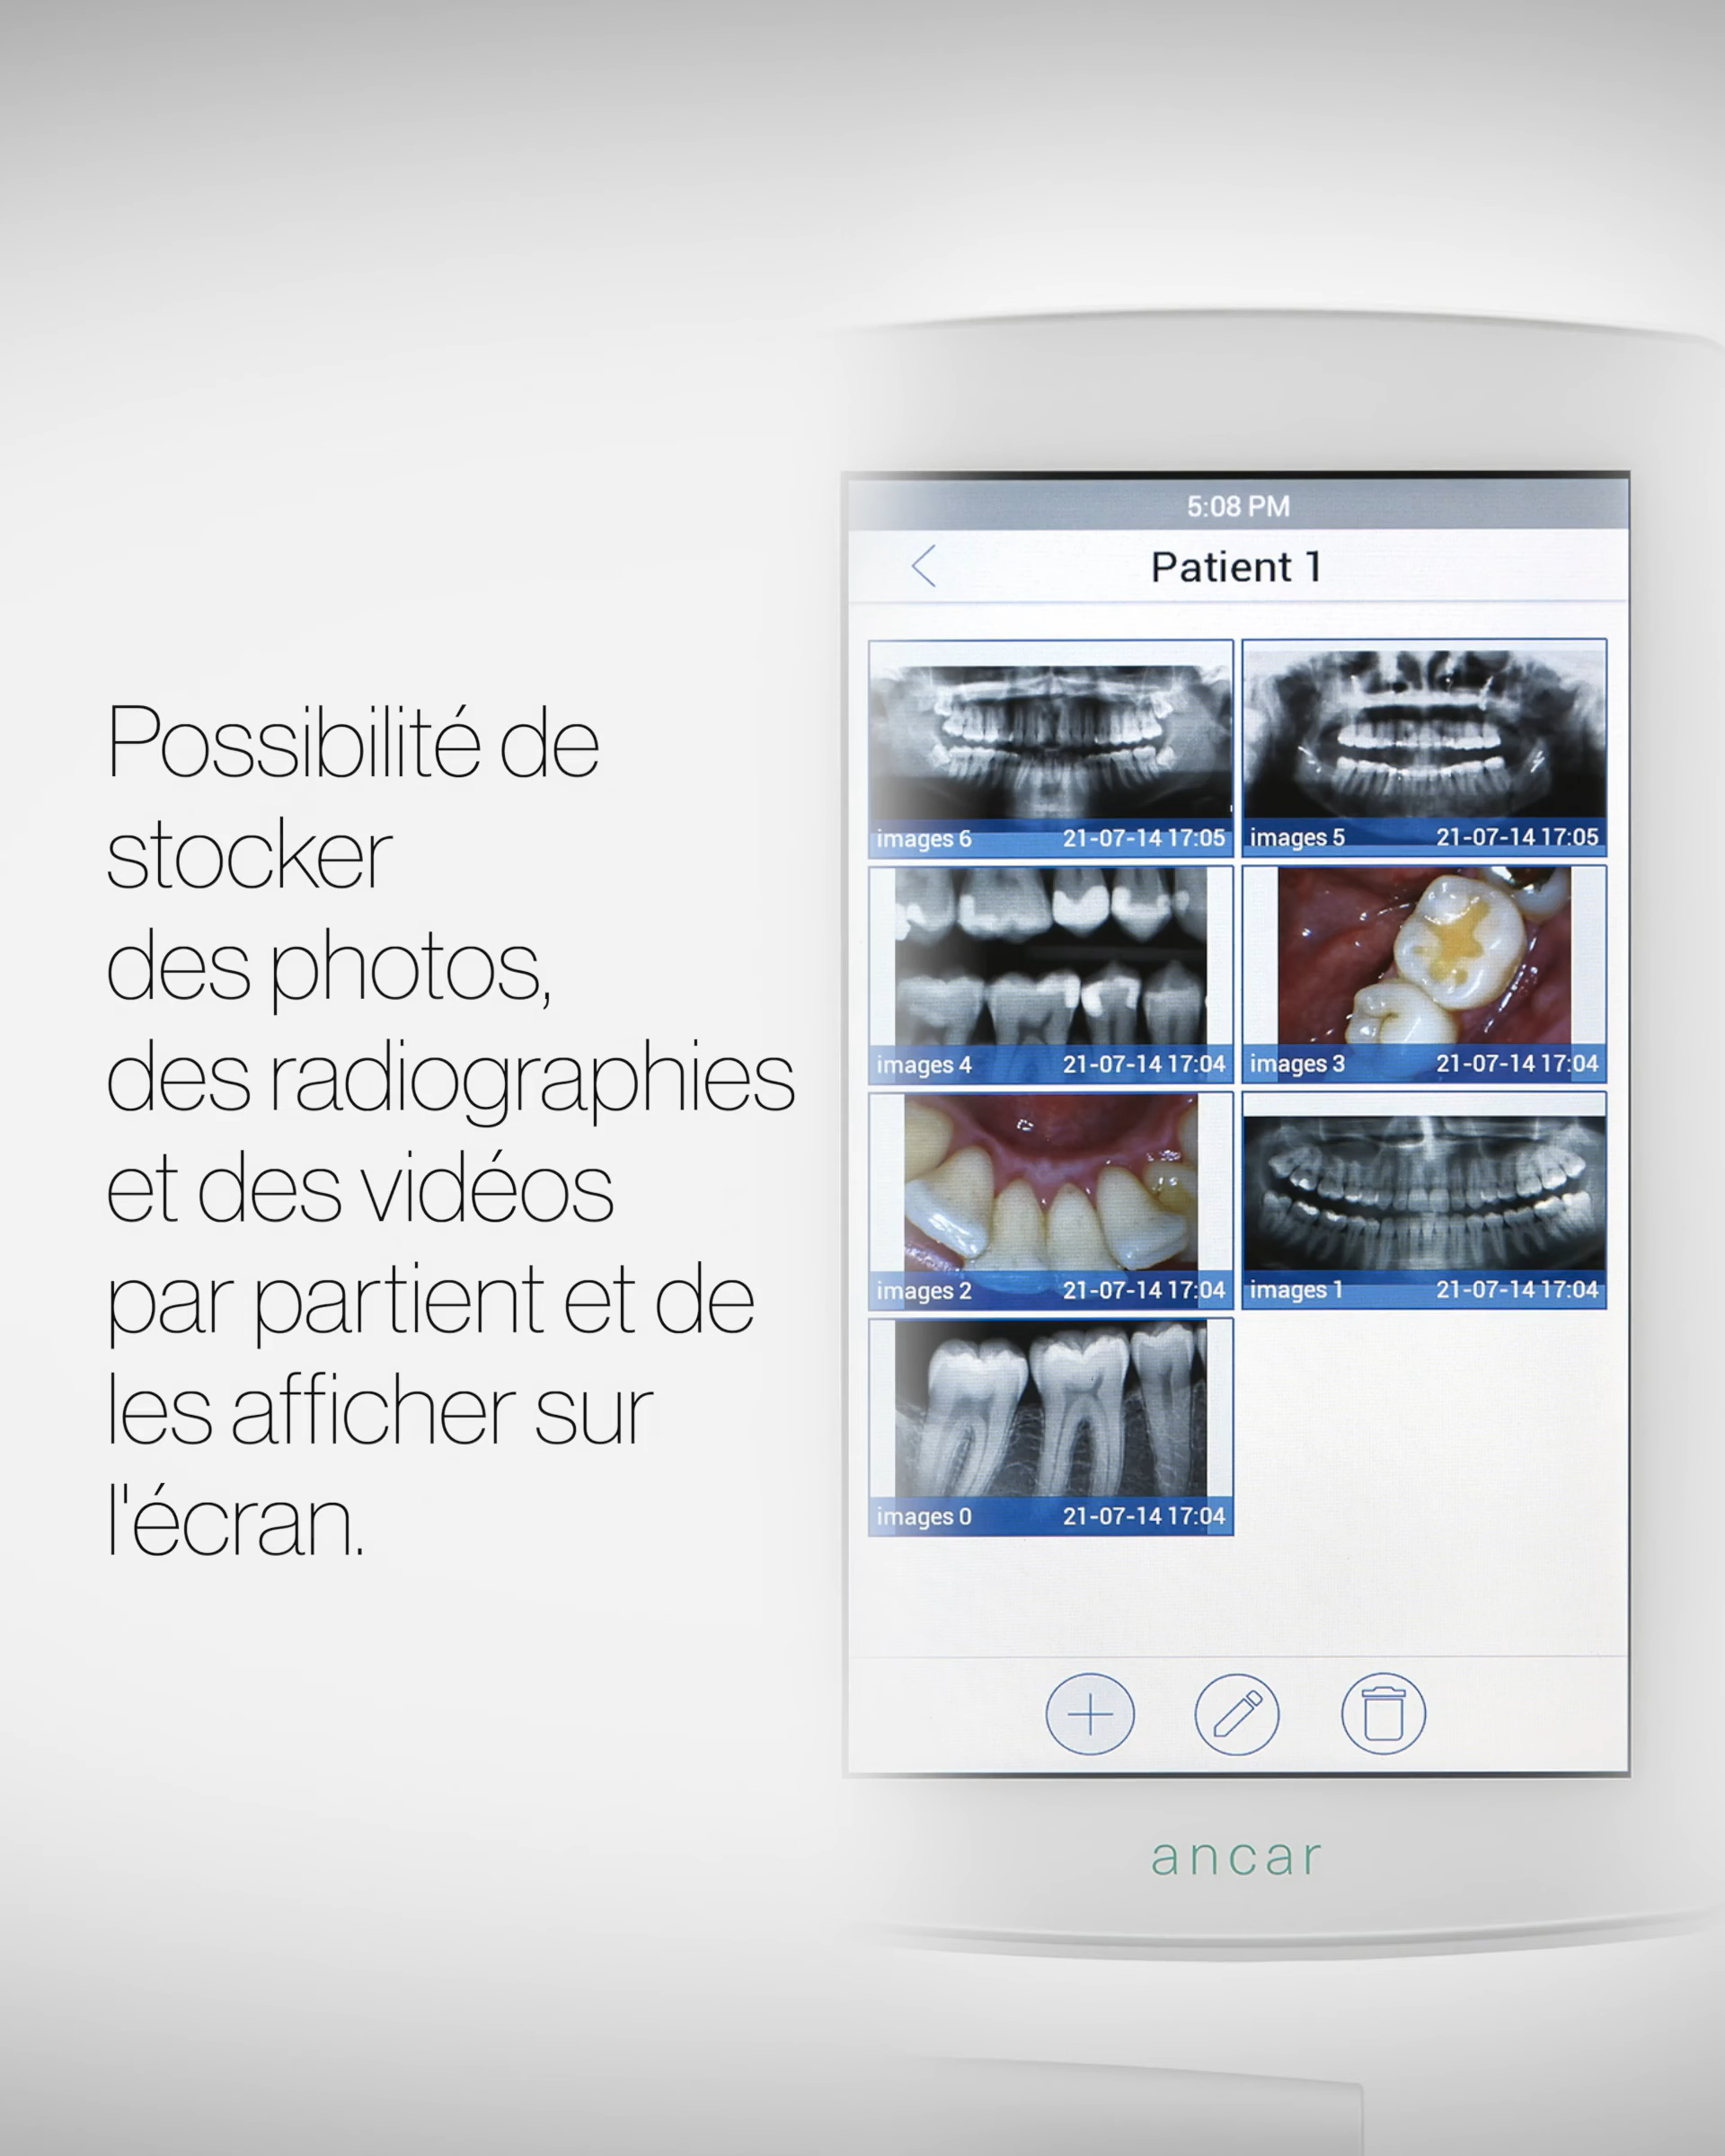 Possibilité de
stocker
des photos,
des radiographies
et des vidéos
par partient et de
les afficher sur
l'écran.
5:08 PM
Patient 1
images 6 21-07-14 17:05
images 5 21-07-14 17:05
images 4 21-07-14 17:04
images 3 21-07-14 17:04
images 2 21-07-14 17:04
images 1 21-07-14 17:04
images 0 21-07-14 17:04
ancar